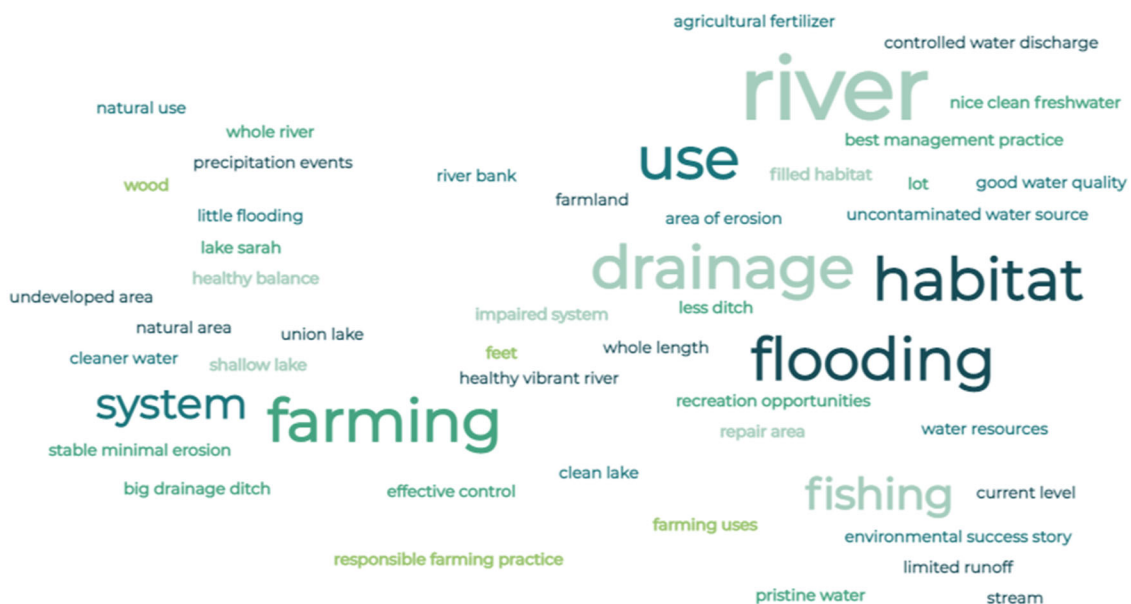 agricultural fertilizer
controlled water discharge
river
nice clean freshwater
natural use
whole river
best management practice
precipitation events
use
river bank
filled habitat
wood
lot
good water quality
farmland
little flooding
area of erosion
uncontaminated water source
lake sarah
drainage
habitat
healthy balance
undeveloped area
less ditch
impaired system
natural area
union lake
cleaner water
shallow lake
feet
whole length
flooding
healthy vibrant river
system
farming
recreation opportunities
repair area
water resources
stable minimal erosion
clean lake
big drainage ditch
effective control
fishing
current level
farming uses
environmental success story
responsible farming practice
limited runoff
pristine water
stream